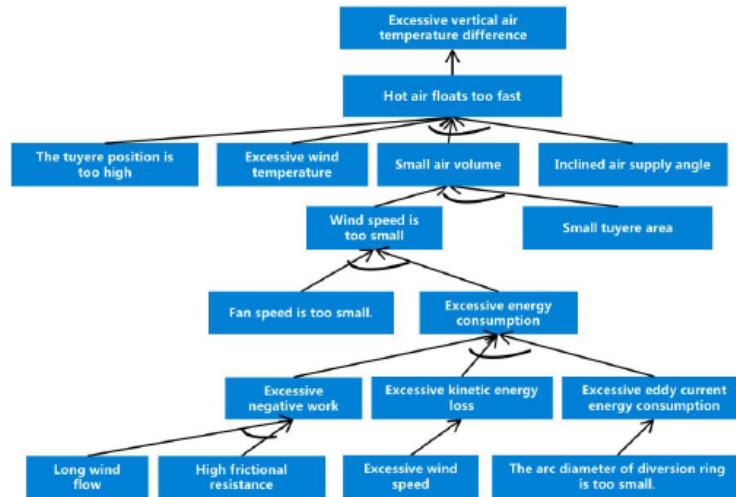 Excessive vertical air
temperature difference
Hot air floats too fast
The tuyere position is
too high
Excessive wind
temperature
Small air volume
Inclined air supply angle
Wind speed is
too small
Small tuyere area
Fan speed is too small.
Excessive energy
consumption
Excessive
negative work
Excessive kinetic energy
loss
Excessive eddy current
energy consumption
Long wind
flow
High frictional
resistance
Excessive wind
speed
The arc diameter of diversion ring
is too small.